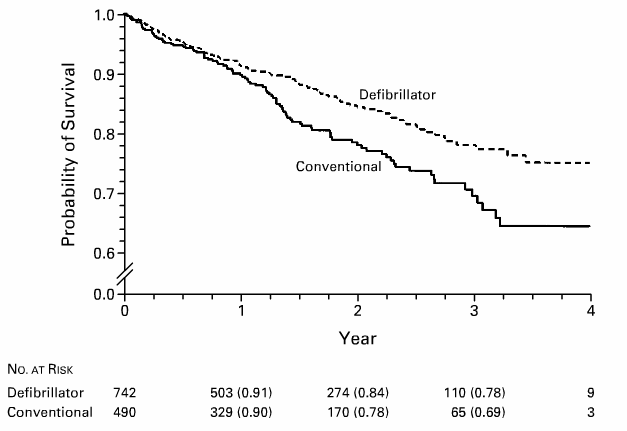 1.0
0.9
0.8
0.7
0.6
0.0
Probability of Survival
Defibrillator
Conventional
0 1 2 3 4
Year
No. at Risk
Defibrillator 742 503 (0.91) 274 (0.84) 110 (0.78) 9
Conventional 490 329 (0.90) 170 (0.78) 65 (0.69) 3